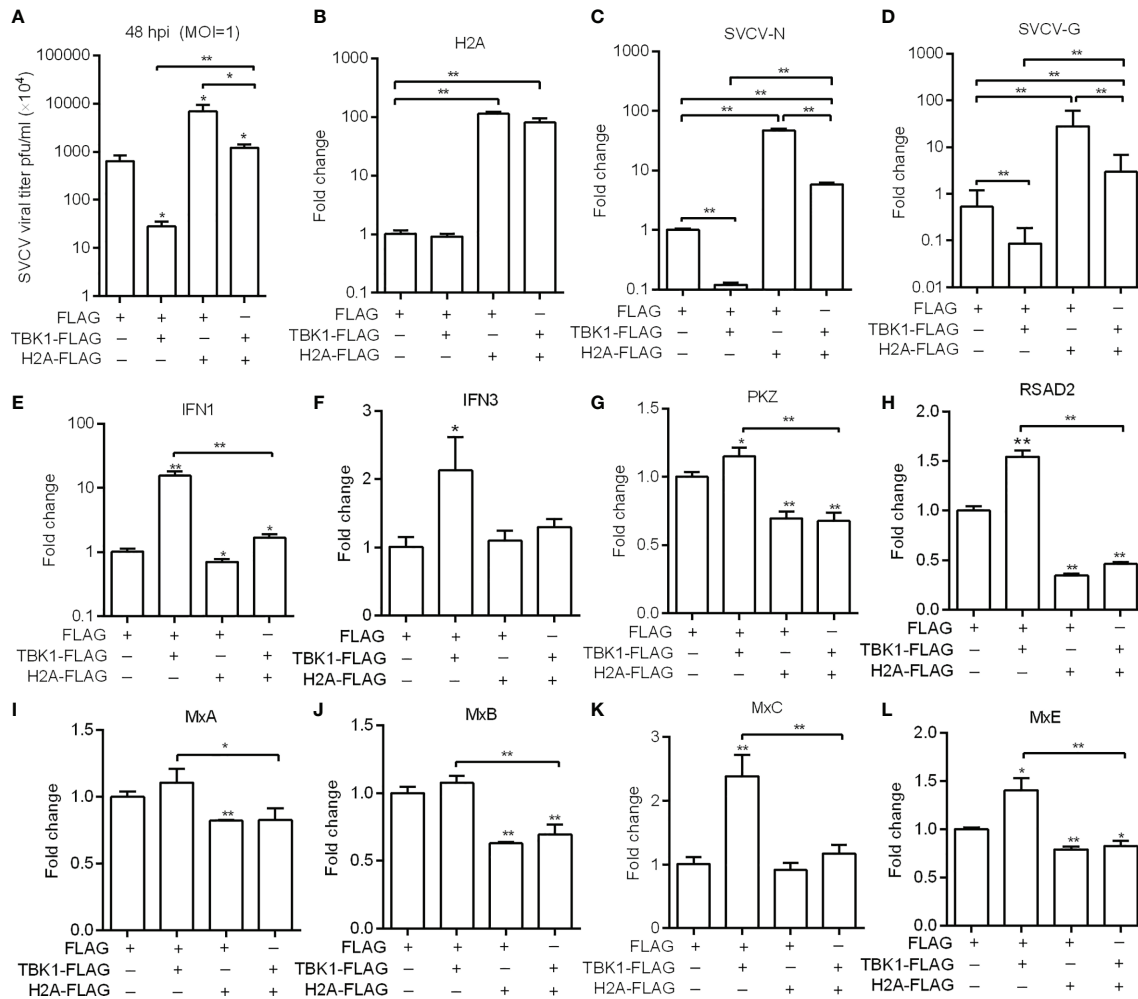 A
48 hpi (MOI=1)
SVCV viral titer pfu/ml (×10⁴)
100000
10000
1000
100
10
1
** 
*
* * *
FLAG + + + –
TBK1-FLAG – + – +
H2A-FLAG – – + +
B
H2A
Fold change
1000
100
10
1
0.1
**
**
FLAG + + + –
TBK1-FLAG – + – +
H2A-FLAG – – + +
C
SVCV-N
Fold change
1000
100
10
1
0.1
**
**
** **
**
FLAG + + + –
TBK1-FLAG – + – +
H2A-FLAG – – + +
D
SVCV-G
Fold change
1000
100
10
1
0.1
0.01
**
**
** **
**
FLAG + + + –
TBK1-FLAG – + – +
H2A-FLAG – – + +
E
IFN1
Fold change
100
10
1
0.1
**
** * *
FLAG + + + –
TBK1-FLAG – + – +
H2A-FLAG – – + +
F
IFN3
Fold change
3
2
1
0
*
FLAG + + + –
TBK1-FLAG – + – +
H2A-FLAG – – + +
G
PKZ
Fold change
1.5
1.0
0.5
0.0
**
* ** **
FLAG + + + –
TBK1-FLAG – + – +
H2A-FLAG – – + +
H
RSAD2
Fold change
2.0
1.5
1.0
0.5
0.0
**
** ** **
FLAG + + + –
TBK1-FLAG – + – +
H2A-FLAG – – + +
I
MxA
Fold change
1.5
1.0
0.5
0.0
*
**
FLAG + + + –
TBK1-FLAG – + – +
H2A-FLAG – – + +
J
MxB
Fold change
1.5
1.0
0.5
0.0
**
** **
FLAG + + + –
TBK1-FLAG – + – +
H2A-FLAG – – + +
K
MxC
Fold change
3
2
1
0
**
**
FLAG + + + –
TBK1-FLAG – + – +
H2A-FLAG – – + +
L
MxE
Fold change
2.0
1.5
1.0
0.5
0.0
**
* ** *
FLAG + + + –
TBK1-FLAG – + – +
H2A-FLAG – – + +